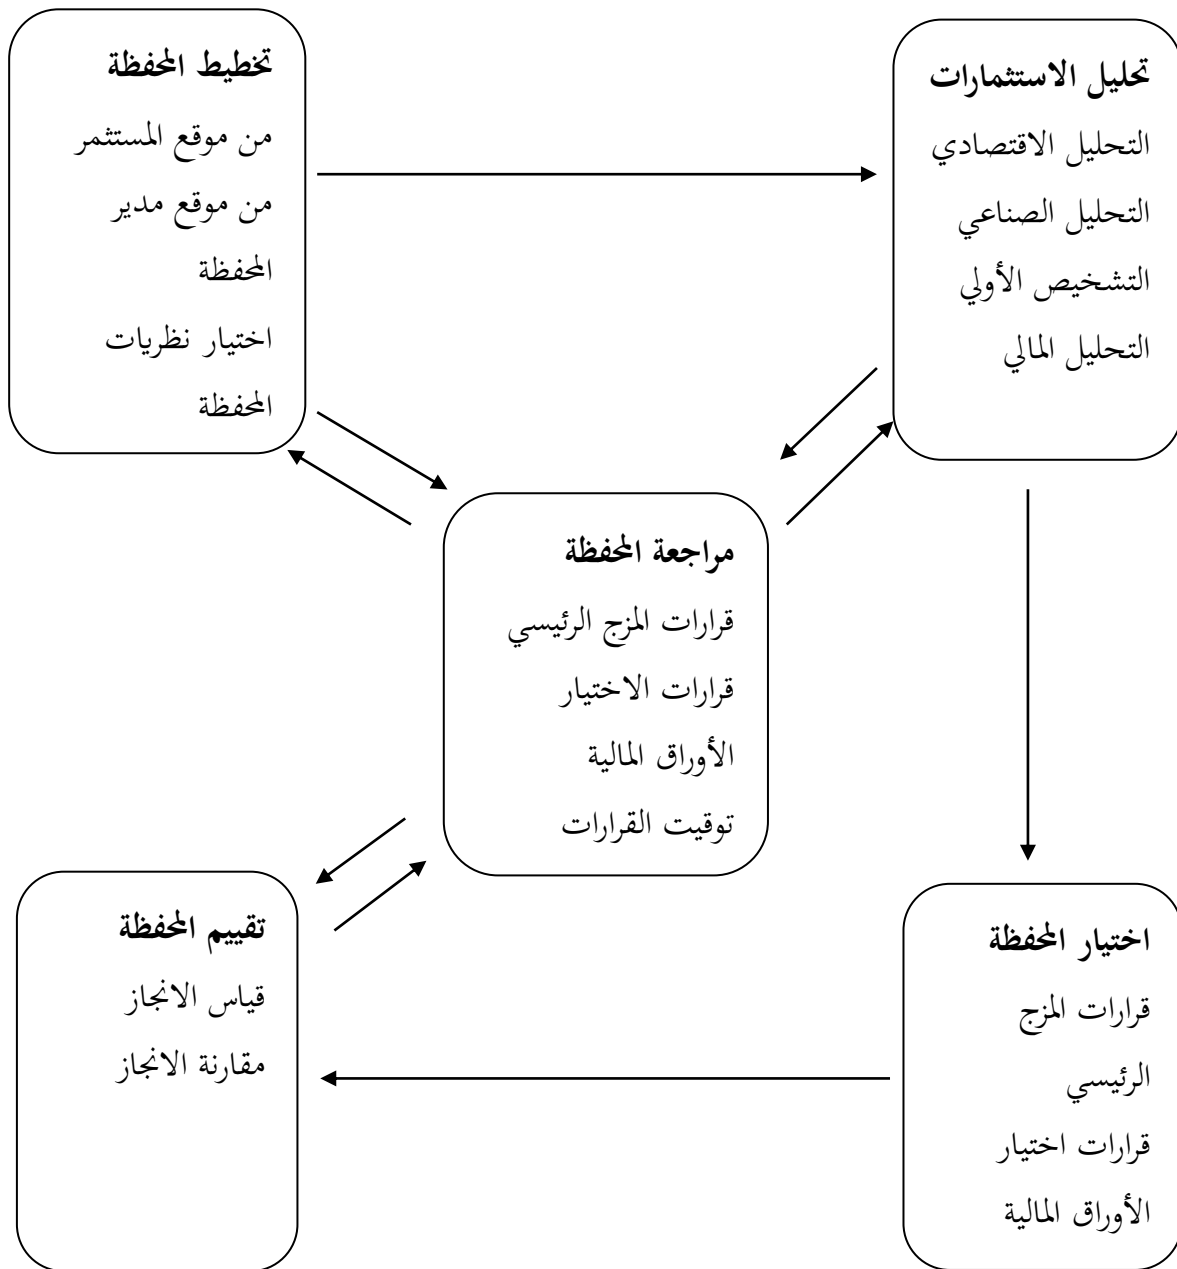 تخطيط المحفظة
من موقع المستثمر
من موقع مدير
المحفظة
اختيار نظريات
المحفظة
تحليل الاستثمارات
التحليل الاقتصادي
التحليل الصناعي
التشخيص الأولي
التحليل المالي
مراجعة المحفظة
قرارات المزج الرئيسي
قرارات الاختيار
الأوراق المالية
توقيت القرارات
تقييم المحفظة
قياس الانجاز
مقارنة الانجاز
اختيار المحفظة
قرارات المزج
الرئيسي
قرارات اختيار
الأوراق المالية